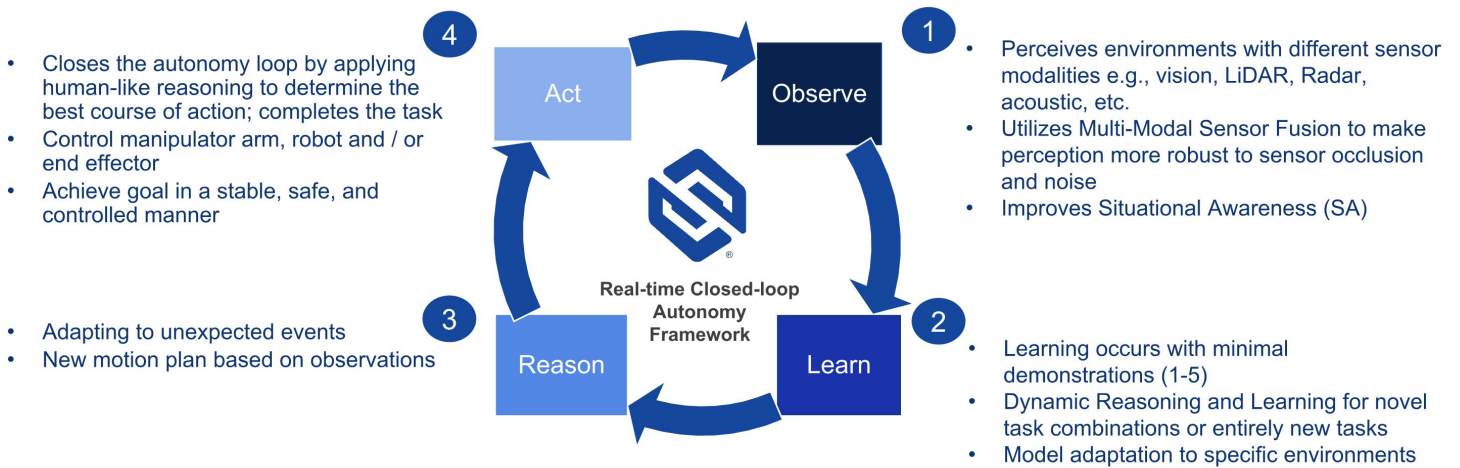 1
Observe
• Perceives environments with different sensor
modalities e.g., vision, LiDAR, Radar,
acoustic, etc.
• Utilizes Multi-Modal Sensor Fusion to make
perception more robust to sensor occlusion
and noise
• Improves Situational Awareness (SA)
2
Learn
• Learning occurs with minimal
demonstrations (1-5)
• Dynamic Reasoning and Learning for novel
task combinations or entirely new tasks
• Model adaptation to specific environments
3
Reason
• Adapting to unexpected events
• New motion plan based on observations
4
Act
• Closes the autonomy loop by applying
human-like reasoning to determine the
best course of action; completes the task
• Control manipulator arm, robot and / or
end effector
• Achieve goal in a stable, safe, and
controlled manner
®
Real-time Closed-loop
Autonomy
Framework